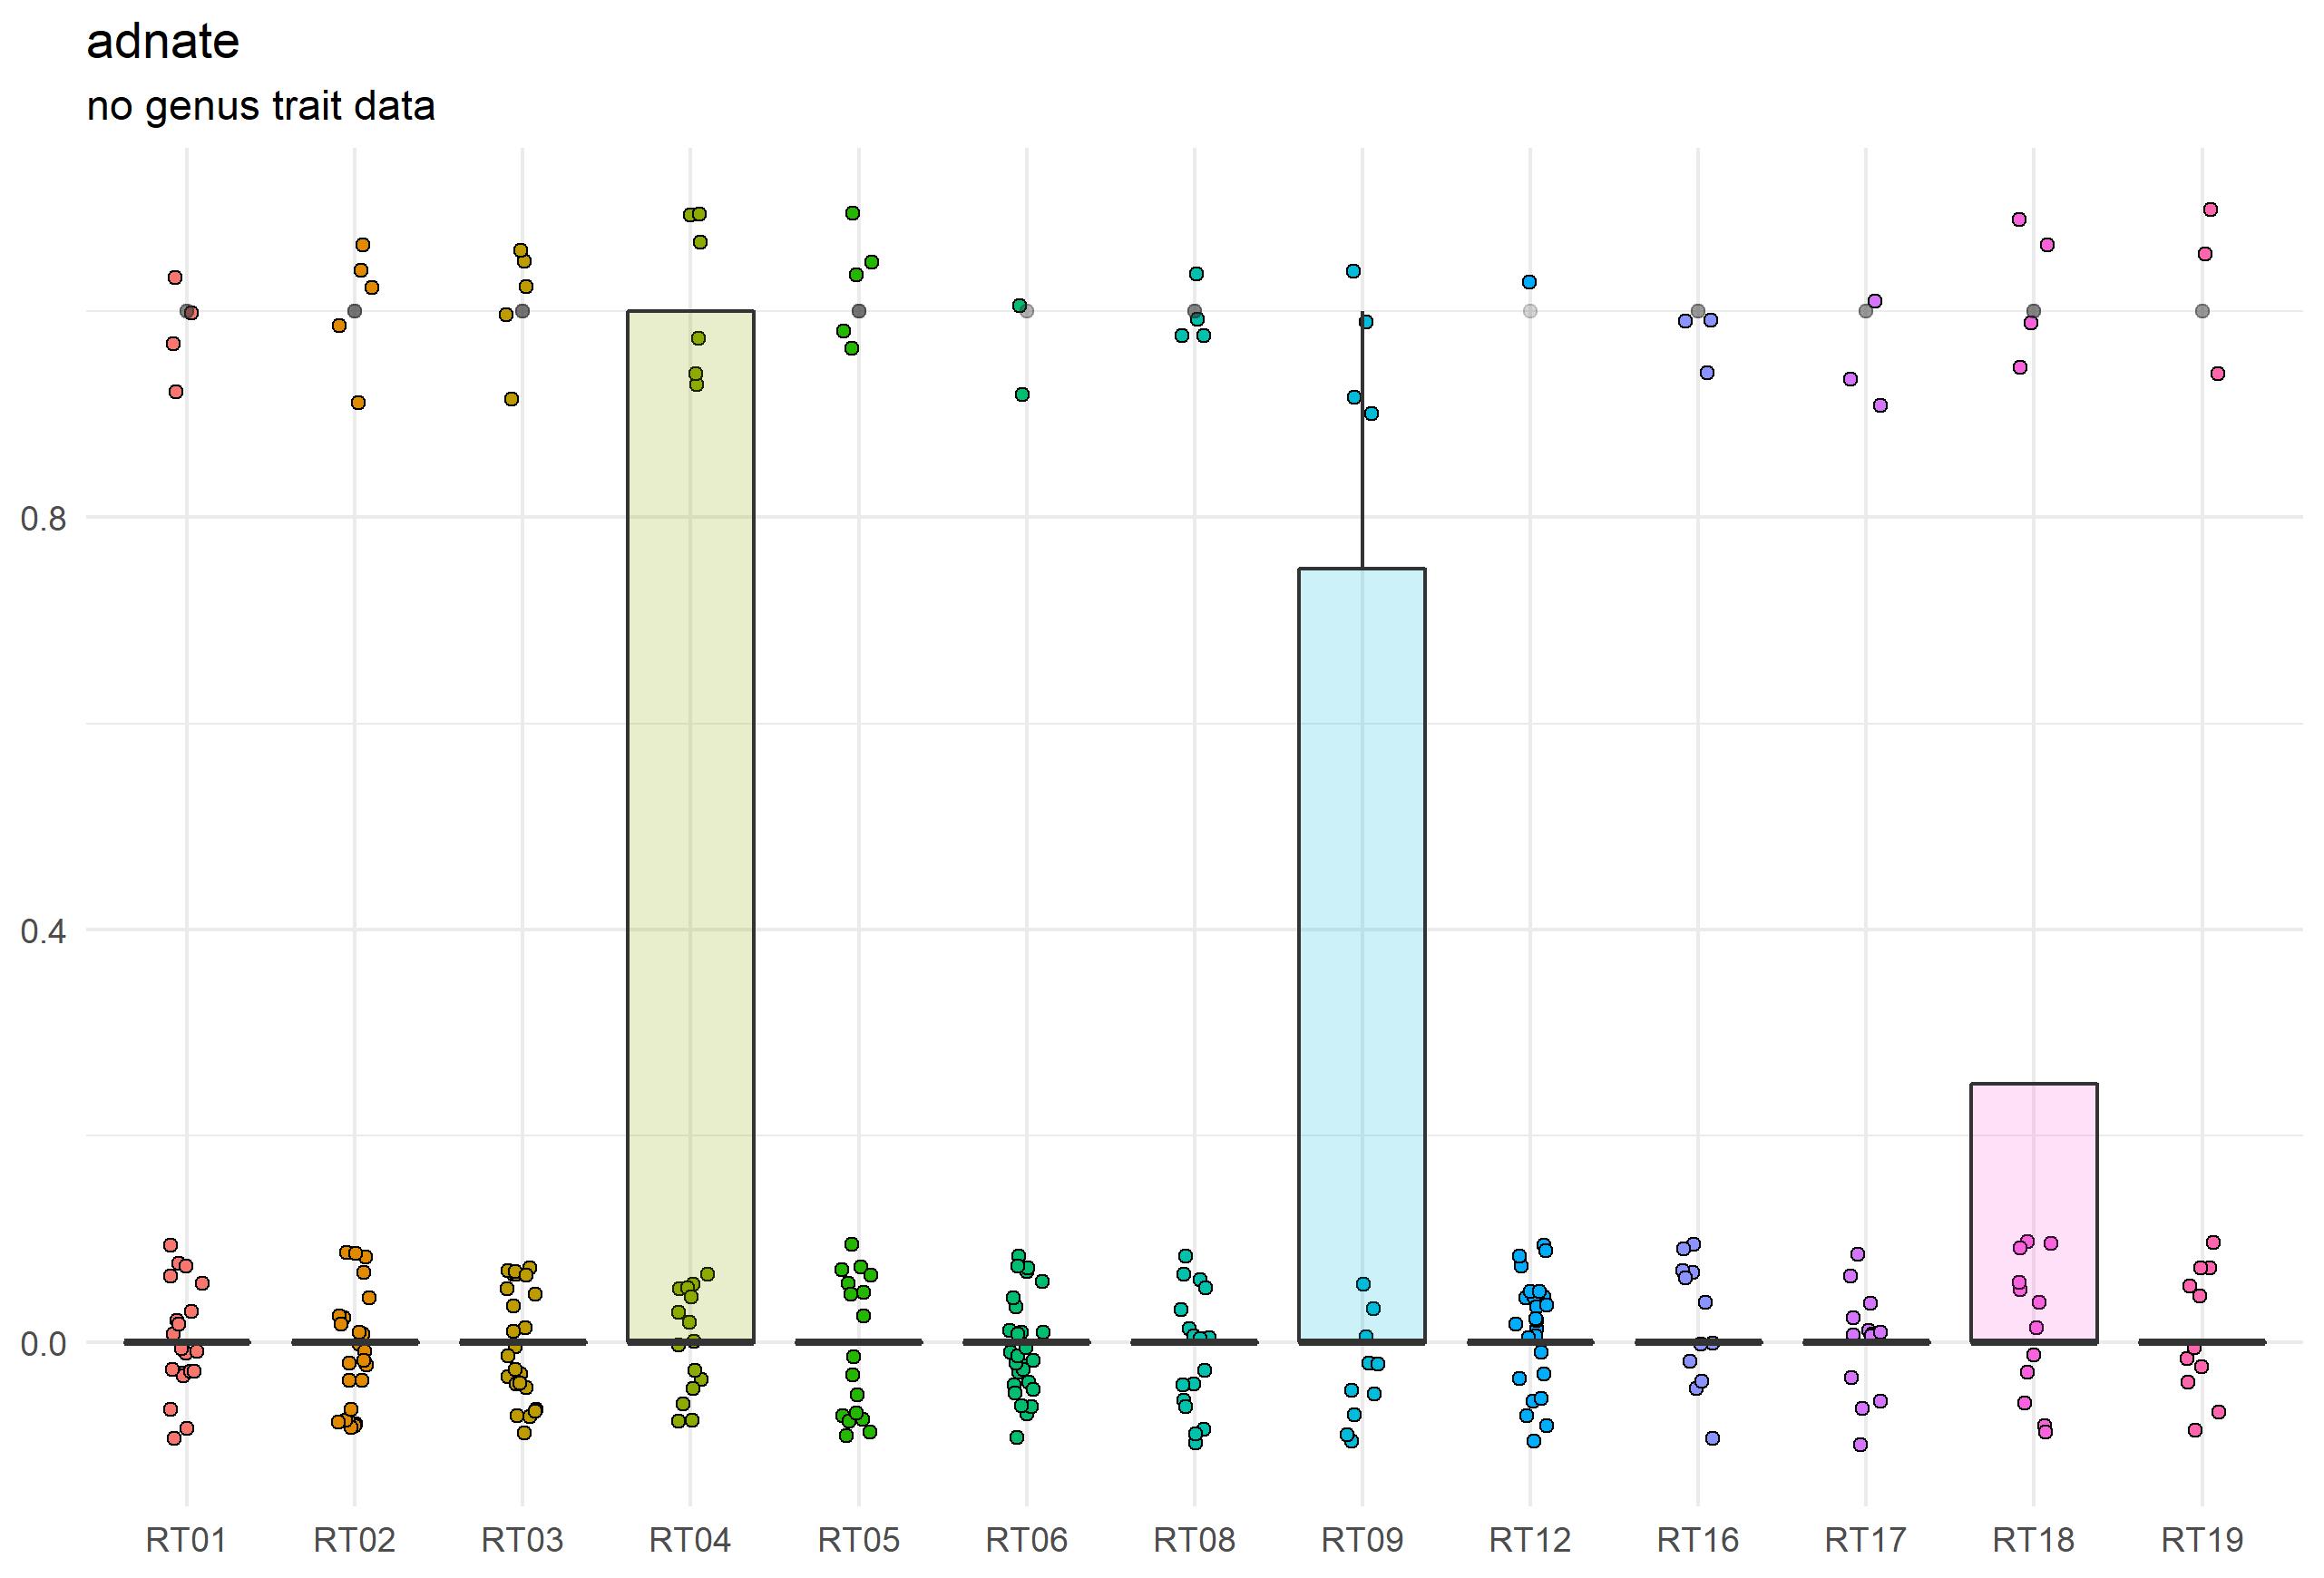 adnate
no genus trait data
0.8
0.4
0.0
RT01 RT02 RT03 RT04 RT05 RT06 RT08 RT09 RT12 RT16 RT17 RT18 RT19